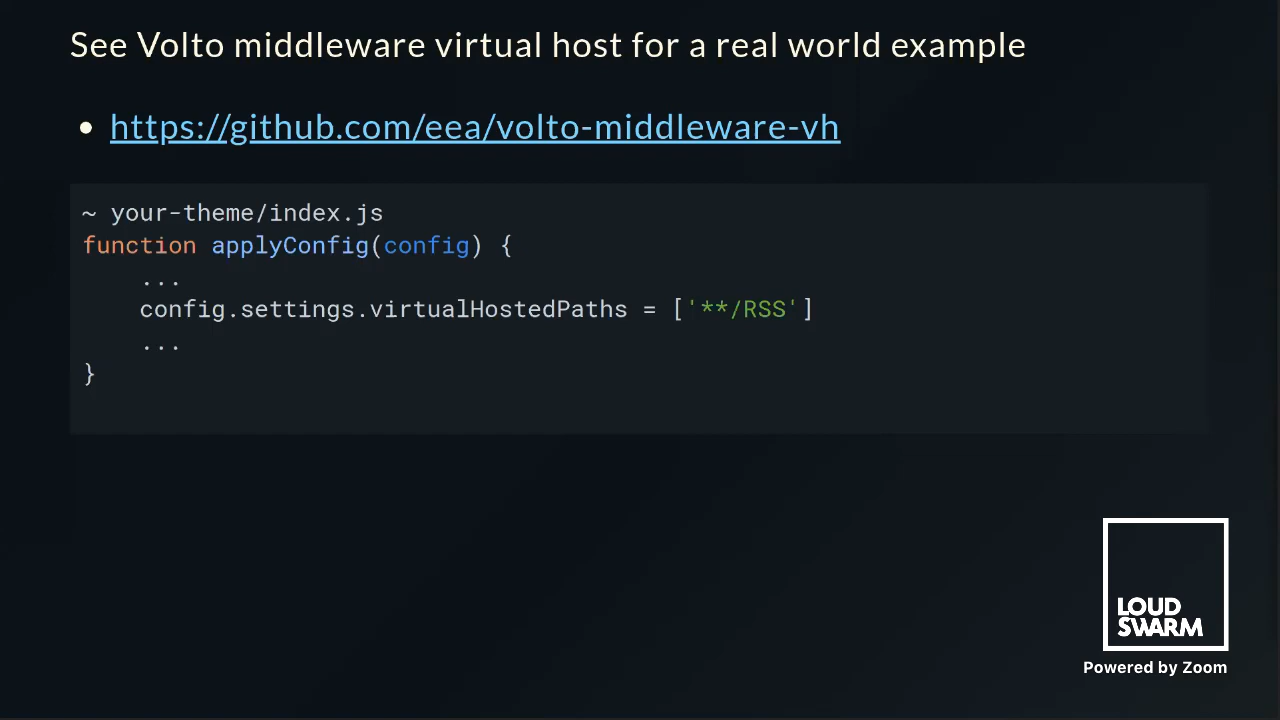 See Volto middleware virtual host for a real world example
• https://github.com/eea/volto-middleware-vh
~ your-theme/index.js
function applyConfig(config) {
    ...
    config.settings.virtualHostedPaths = ['**/RSS']
    ...
}
LOUD
SWARM
Powered by Zoom